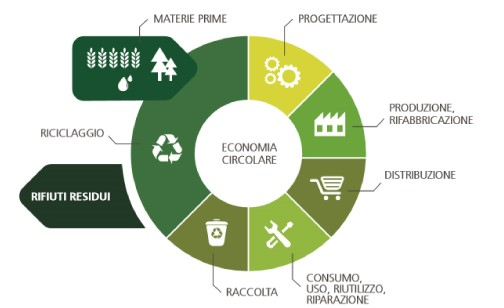 MATERIE PRIME
PROGETTAZIONE
PRODUZIONE,
RIFABBRICAZIONE
RICICLAGGIO
ECONOMIA
CIRCOLARE
DISTRIBUZIONE
RIFIUTI RESIDUI
CONSUMO,
USO, RIUTILIZZO,
RIPARAZIONE
RACCOLTA